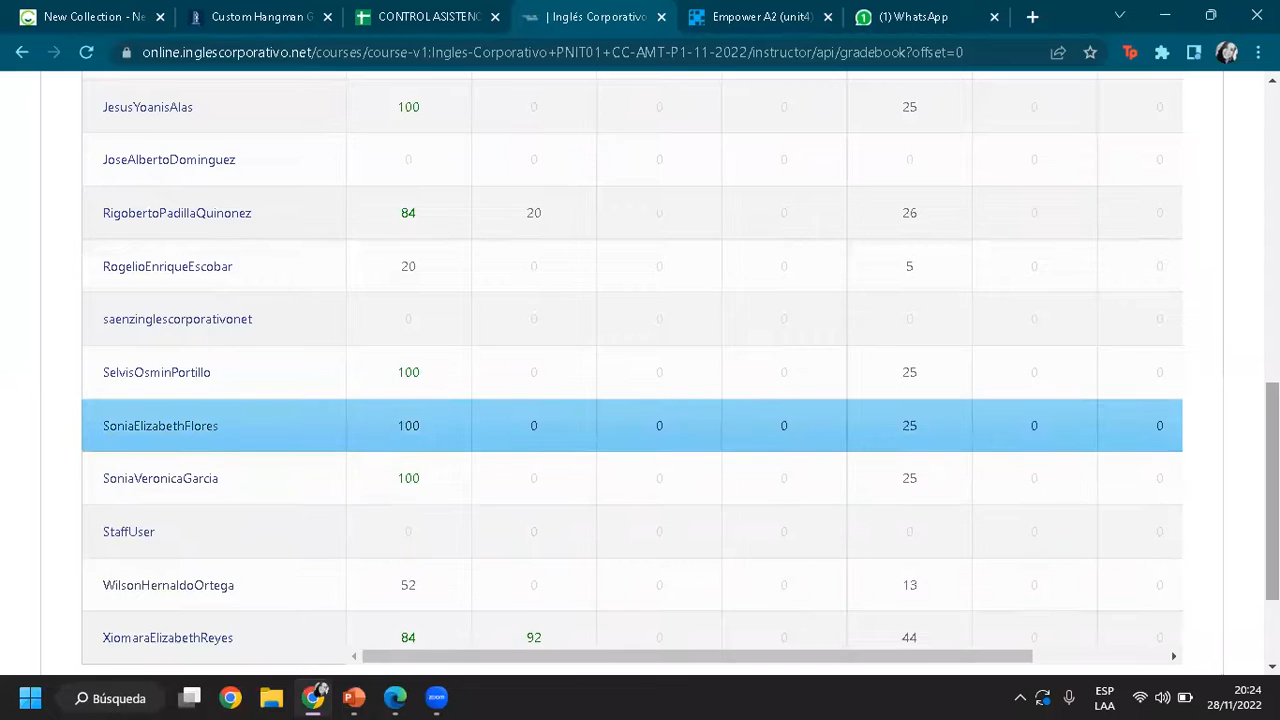 New Collection - Ne
Custom Hangman G
CONTROL ASISTENC
| Inglés Corporativo
Empower A2 (unit4)
(1) WhatsApp
online.inglescorporativo.net/courses/course-v1:Ingles-Corporativo+PNIT01+CC-AMT-P1-11-2022/instructor/api/gradebook?offset=0
JesusYoanisAlas 100 0 0 0 25 0 0
JoseAlbertoDominguez 0 0 0 0 0 0 0
RigobertoPadillaQuinonez 84 20 0 0 26 0 0
RogelioEnriqueEscobar 20 0 0 0 5 0 0
saenzinglescorporativonet 0 0 0 0 0 0 0
SelvisOsminPortillo 100 0 0 0 25 0 0
SoniaElizabethFlores 100 0 0 0 25 0 0
SoniaVeronicaGarcia 100 0 0 0 25 0 0
StaffUser 0 0 0 0 0 0 0
WilsonHernaldoOrtega 52 0 0 0 13 0 0
XiomaraElizabethReyes 84 92 0 0 44 0 0
Búsqueda
zoom
ESP
LAA
20:24
28/11/2022